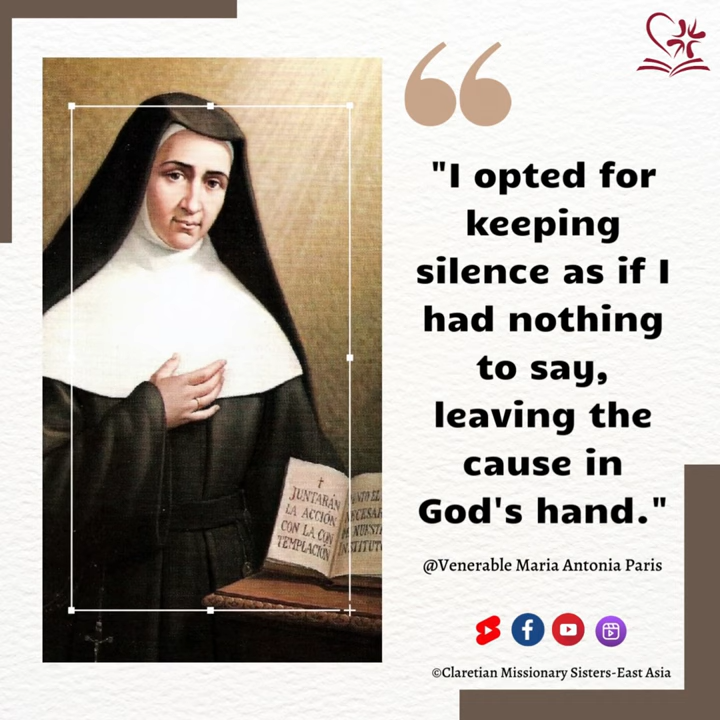 "I opted for
keeping
silence as if I
had nothing
to say,
leaving the
cause in
God's hand."
@Venerable Maria Antonia Paris
©Claretian Missionary Sisters-East Asia
JUNTARÁN
LA ACCIÓN
CON LA CON
TEMPLACIÓN